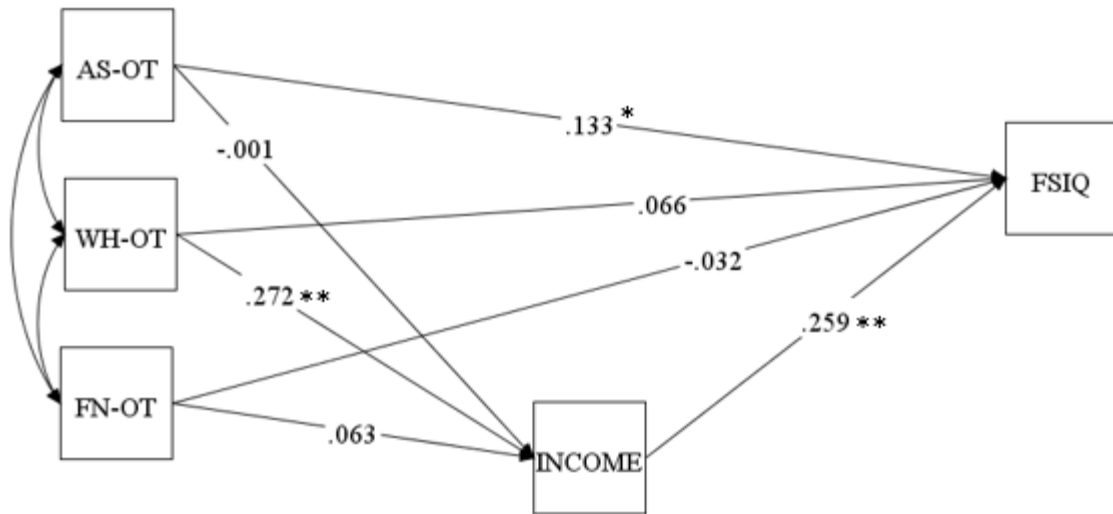 AS-OT
.133 *
-.001
FSIQ
.066
WH-OT
-.032
.272 **
.259 **
FN-OT
.063
INCOME